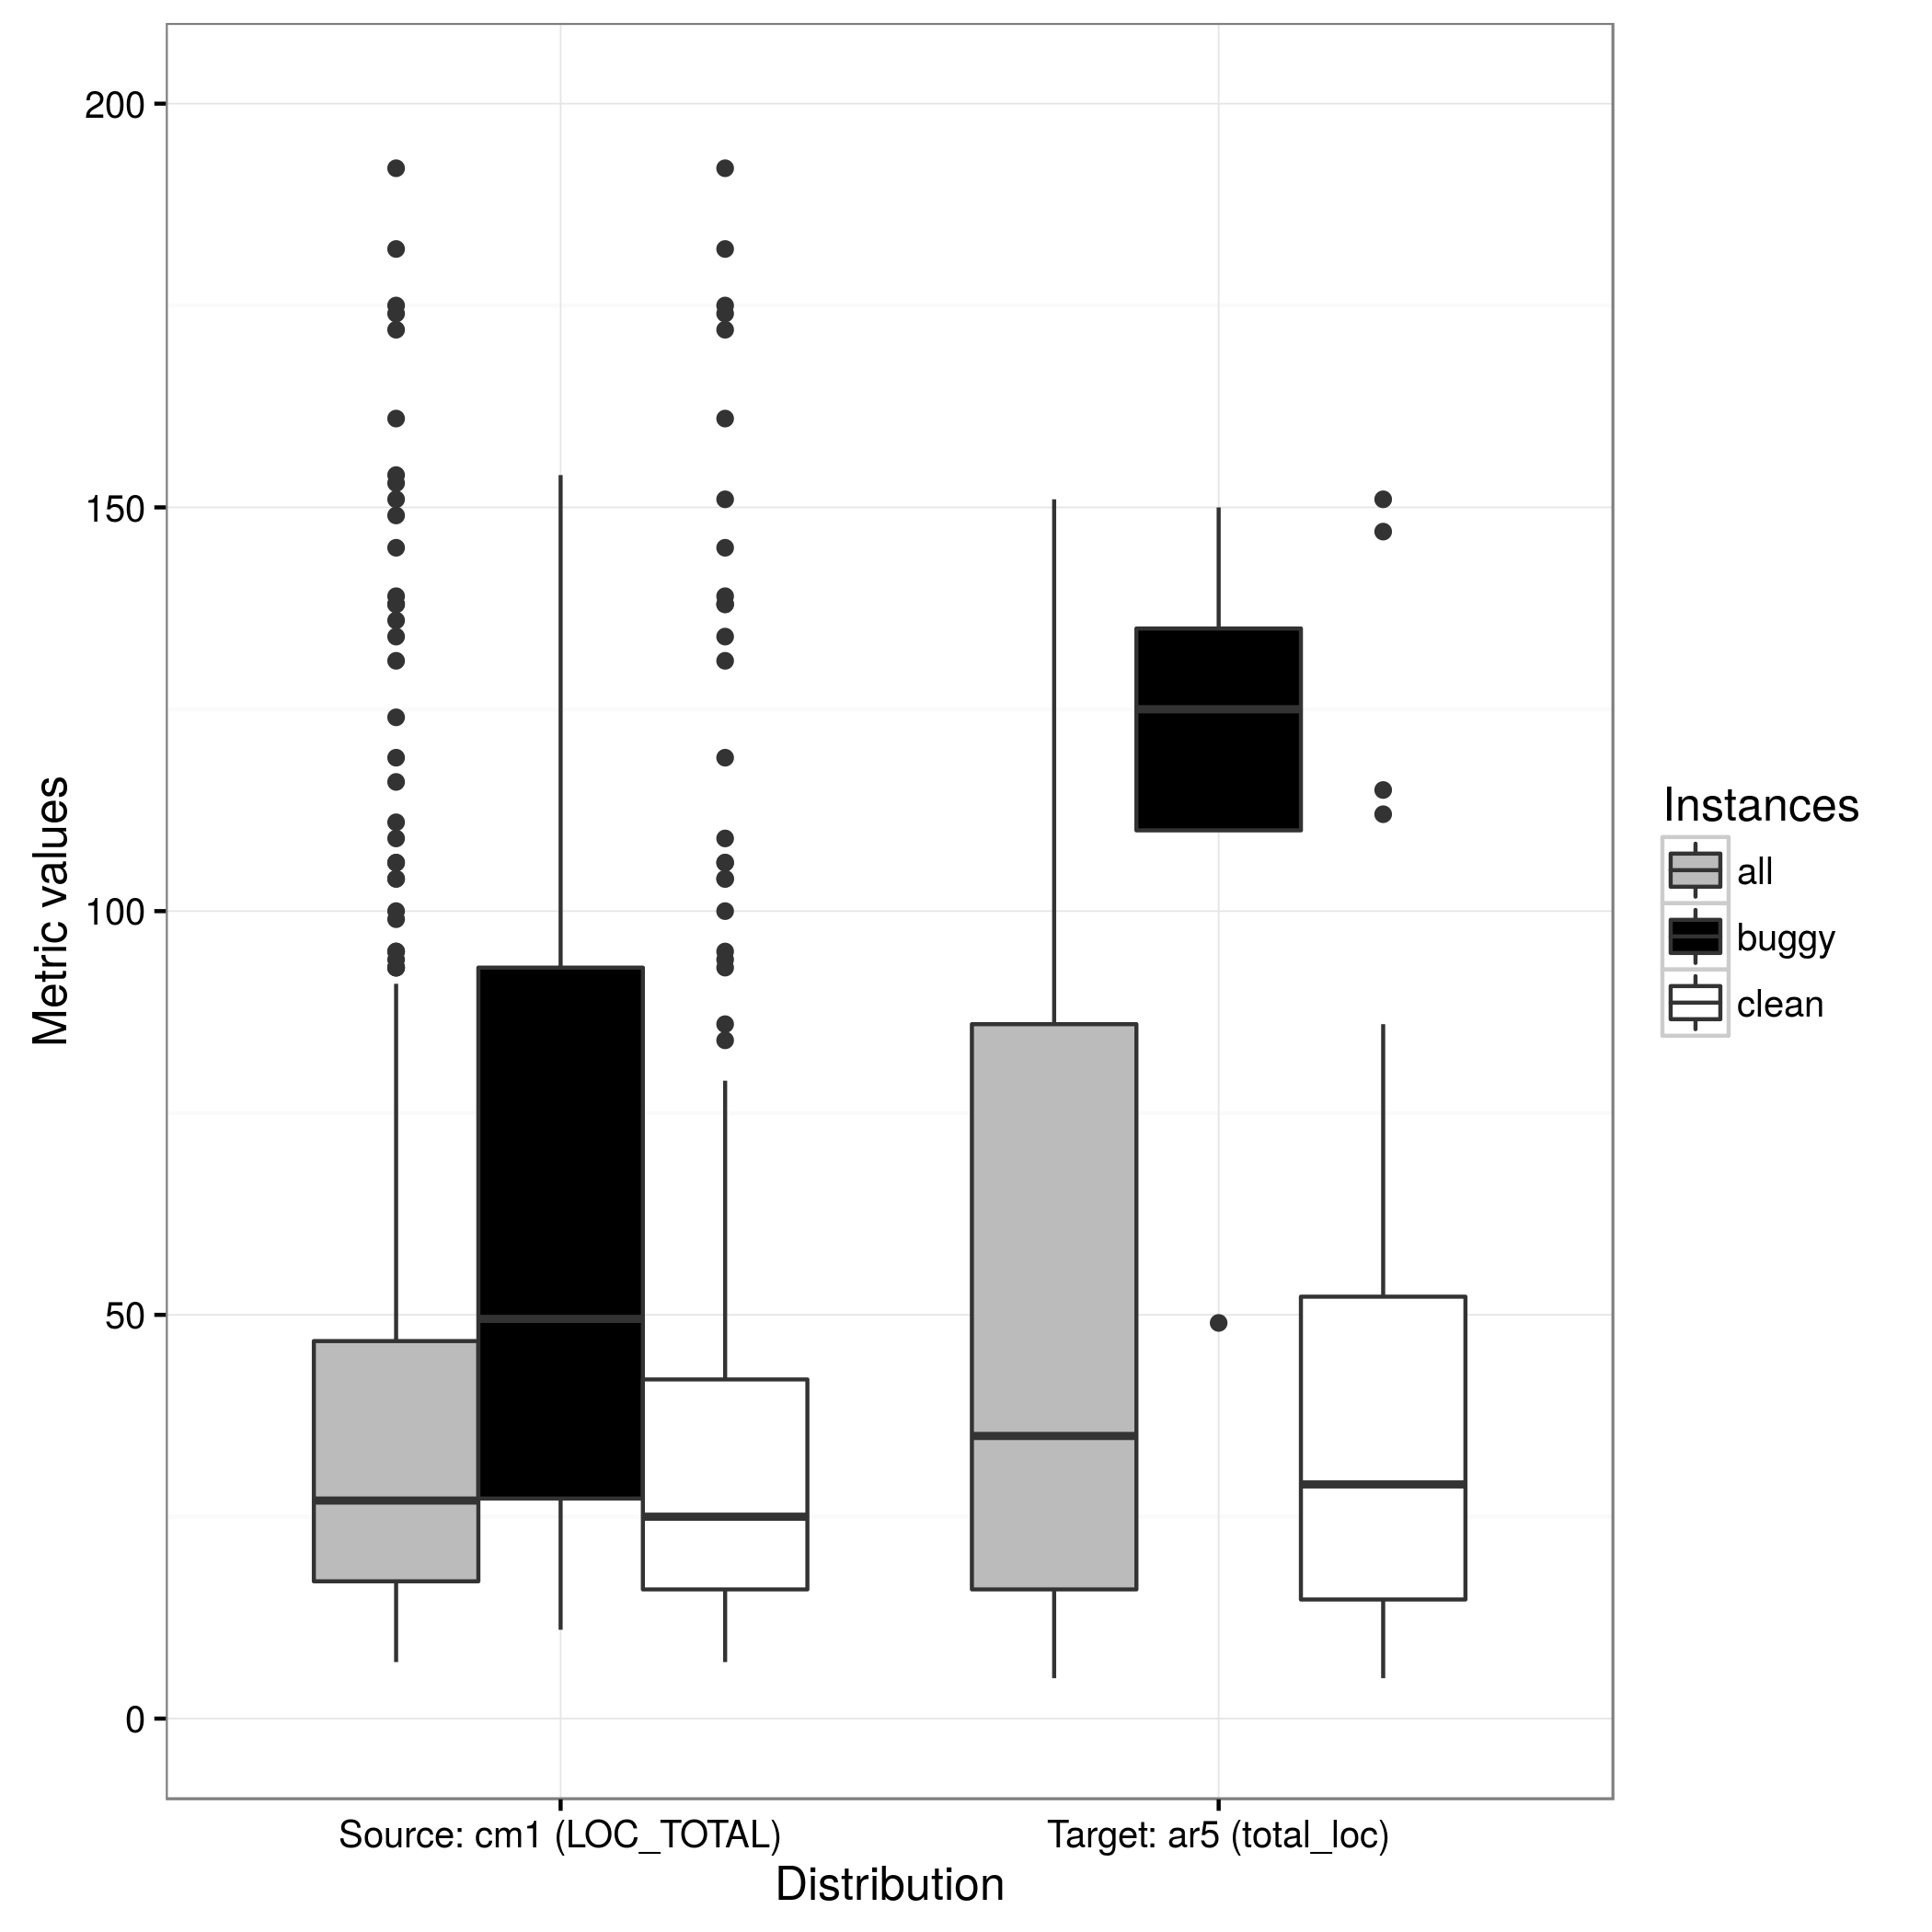 200
150
100
50
0
Metric values
Source: cm1 (LOC_TOTAL)
Target: ar5 (total_loc)
Distribution
Instances
all
buggy
clean